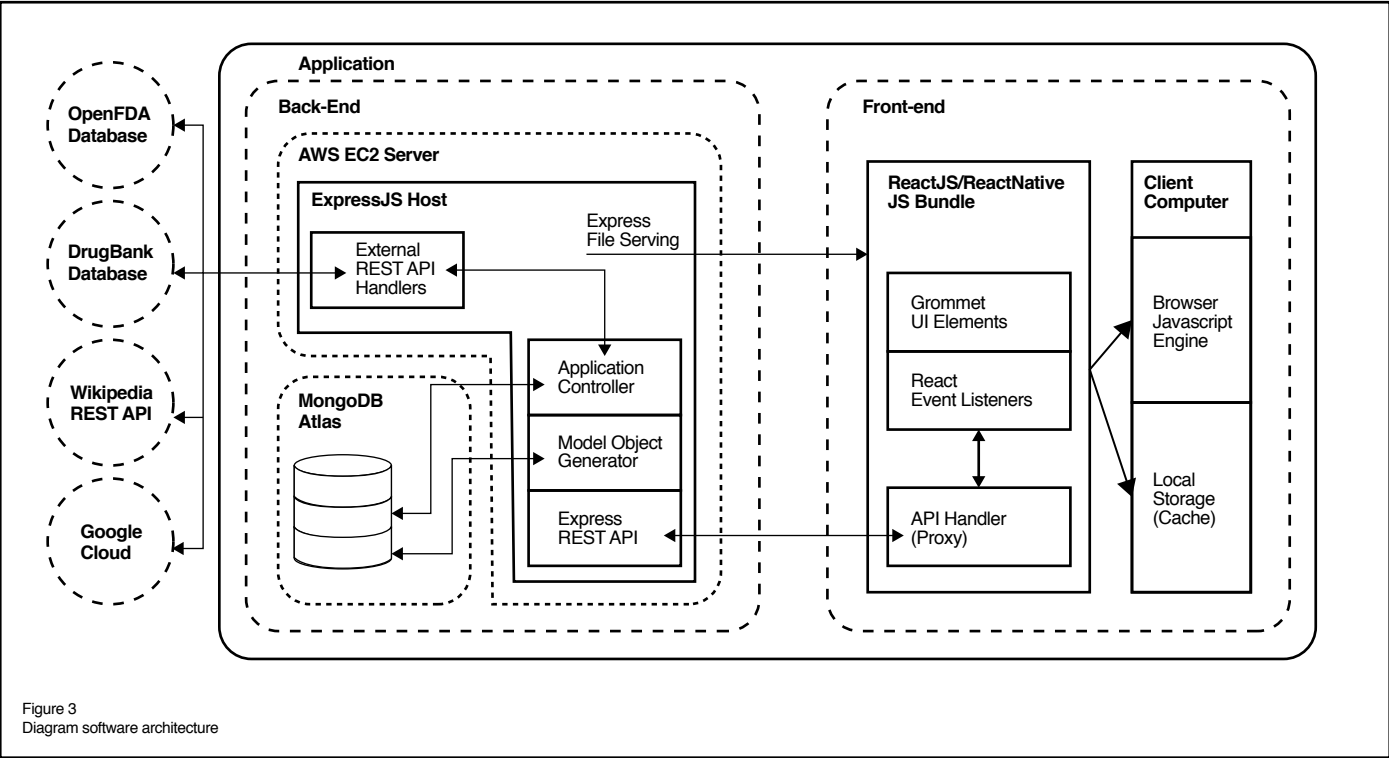 Application
OpenFDA
Database
DrugBank
Database
Wikipedia
REST API
Google
Cloud
Back-End
AWS EC2 Server
ExpressJS Host
External
REST API
Handlers
Express
File Serving
Application
Controller
Model Object
Generator
Express
REST API
MongoDB
Atlas
Front-end
ReactJS/ReactNative
JS Bundle
Grommet
UI Elements
React
Event Listeners
API Handler
(Proxy)
Client
Computer
Browser
Javascript
Engine
Local
Storage
(Cache)
Figure 3
Diagram software architecture